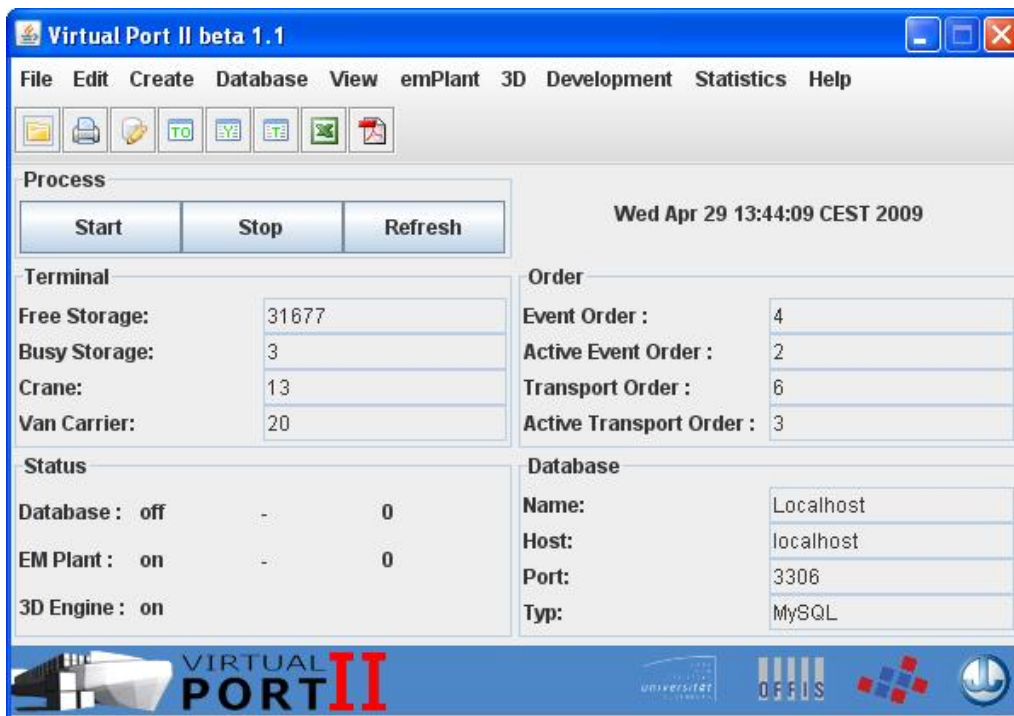 Virtual Port II beta 1.1
File Edit Create Database View emPlant 3D Development Statistics Help
TO Y T
Process
Start Stop Refresh
Wed Apr 29 13:44:09 CEST 2009
Terminal
Free Storage: 31677
Busy Storage: 3
Crane: 13
Van Carrier: 20
Order
Event Order : 4
Active Event Order : 2
Transport Order : 6
Active Transport Order : 3
Status
Database : off - 0
EM Plant : on - 0
3D Engine : on
Database
Name: Localhost
Host: localhost
Port: 3306
Typ: MySQL
VIRTUAL
PORT II
universität
OFFIS